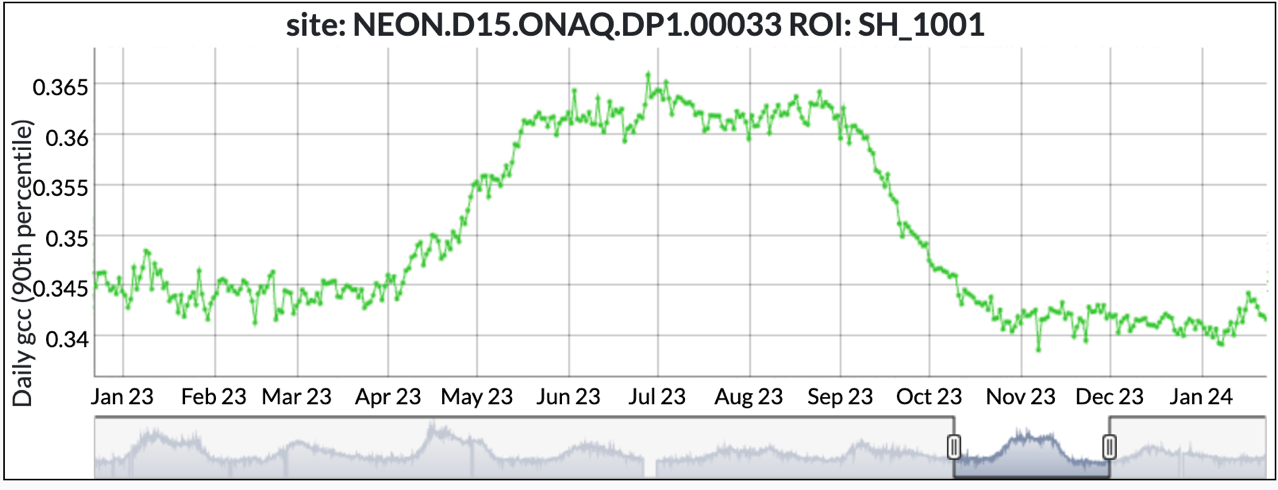 site: NEON.D15.ONAQ.DP1.00033 ROI: SH_1001
Daily gcc (90th percentile)
0.365
0.36
0.355
0.35
0.345
0.34
Jan 23 Feb 23 Mar 23 Apr 23 May 23 Jun 23 Jul 23 Aug 23 Sep 23 Oct 23 Nov 23 Dec 23 Jan 24